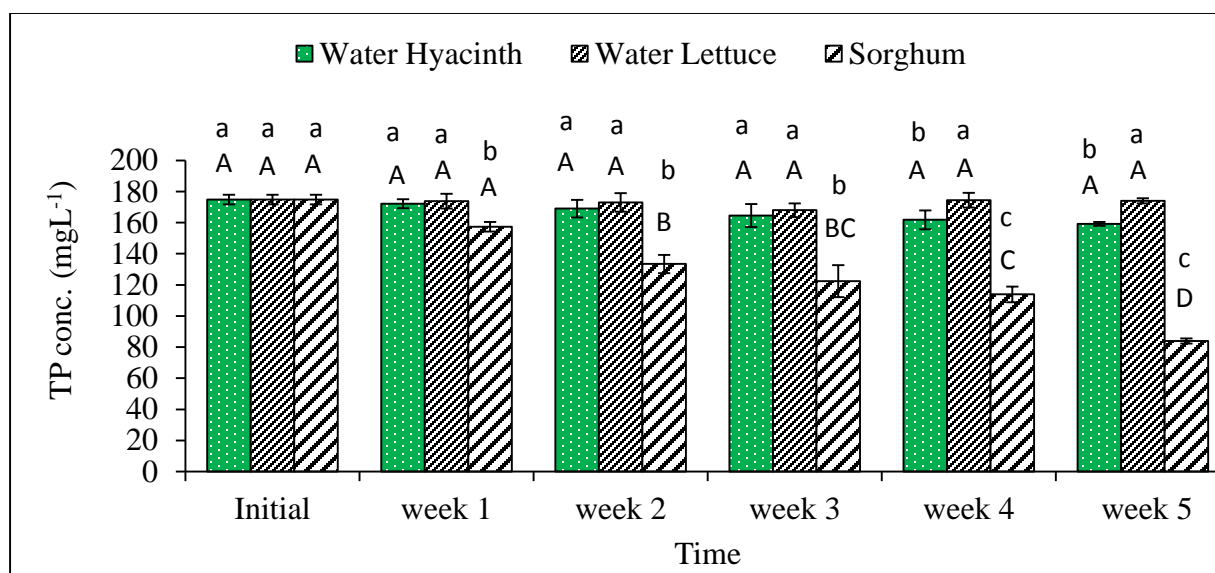 Water Hyacinth Water Lettuce Sorghum
a a a a a b a a b a a b b a c b a c
A A A A A A A A B A A BC A A C A A D
200
180
160
140
120
100
80
60
40
20
0
TP conc. (mgL-1)
Initial week 1 week 2 week 3 week 4 week 5
Time